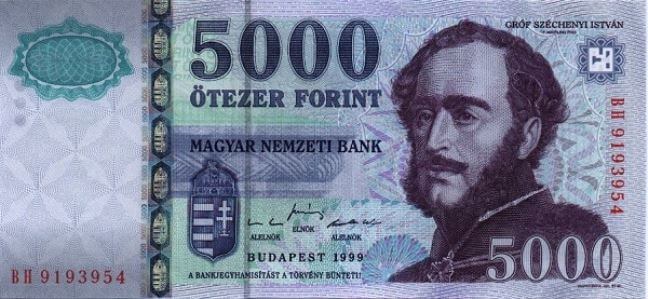 5000
GRÓF SZÉCHENYI ISTVÁN
ÖTEZER FORINT
MAGYAR NEMZETI BANK
BH 9193954
ALELNÖK ELNÖK ALELNÖK
BUDAPEST 1999
A BANKJEGYHAMISÍTÁST A TÖRVÉNY BÜNTETI!
BH 9193954
5000